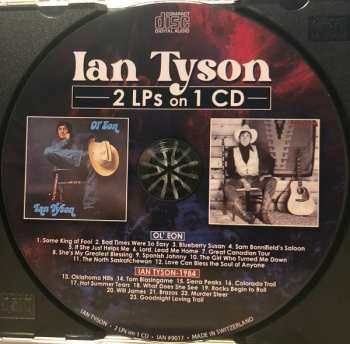 COMPACT
disc
DIGITAL AUDIO
Ian Tyson
2 LPs on 1 CD
Ol' Eon
Ian Tyson
OL' EON
1. Some Kind of Fool 2. Bad Times Were So Easy 3. Blueberry Susan 4. Sam Bonnifield's Saloon
5. If She Just Helps Me 6. Lord, Lead Me Home 7. Great Canadian Tour
8. She's My Greatest Blessing 9. Spanish Johnny 10. The Girl Who Turned Me Down
11. The North Saskatchewan 12. Love Can Bless the Soul of Anyone
IAN TYSON-1984
13. Oklahoma Hills 14. Tom Blasingame 15. Sierra Peaks 16. Colorado Trail
17. Hot Summer Tears 18. What Does She See 19. Rocks Begin to Roll
20. Will James 21. Brazos 22. Murder Steer
23. Goodnight Loving Trail
IAN TYSON • 2 LPs on 1 CD • IAN #9017 • MADE IN SWITZERLAND